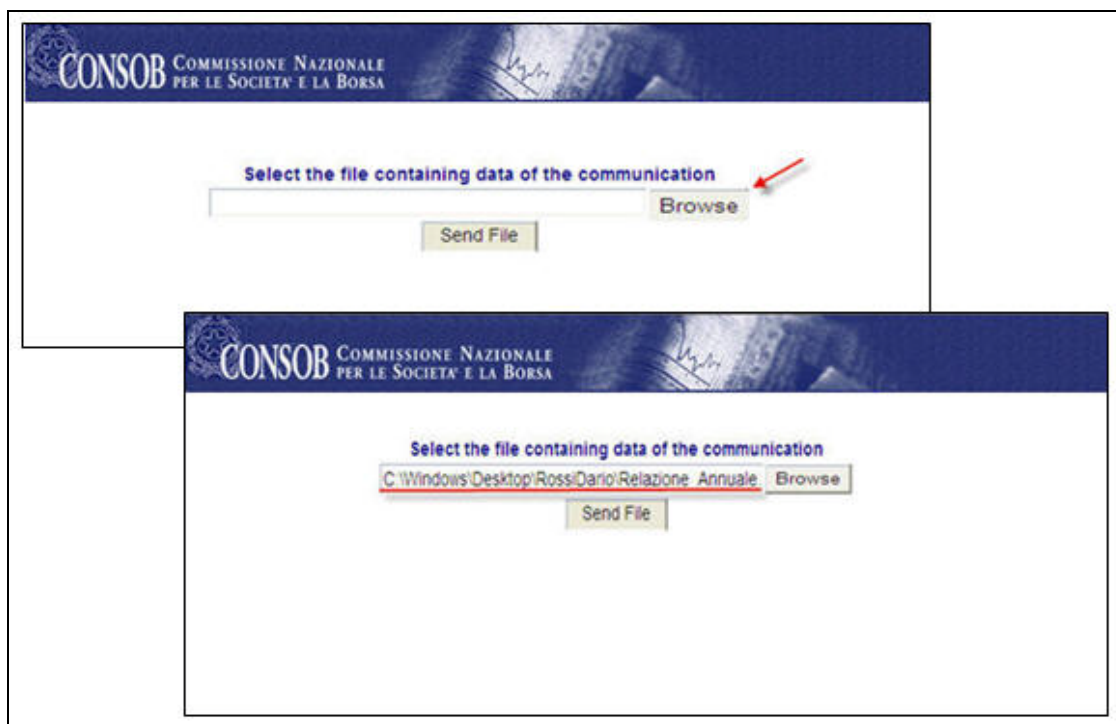 CONSOB COMMISSIONE NAZIONALE
PER LE SOCIETA' E LA BORSA
Select the file containing data of the communication
Browse
Send File
CONSOB COMMISSIONE NAZIONALE
PER LE SOCIETA' E LA BORSA
Select the file containing data of the communication
C:\Windows\Desktop\RossiDario\Relazione_Annuale Browse
Send File